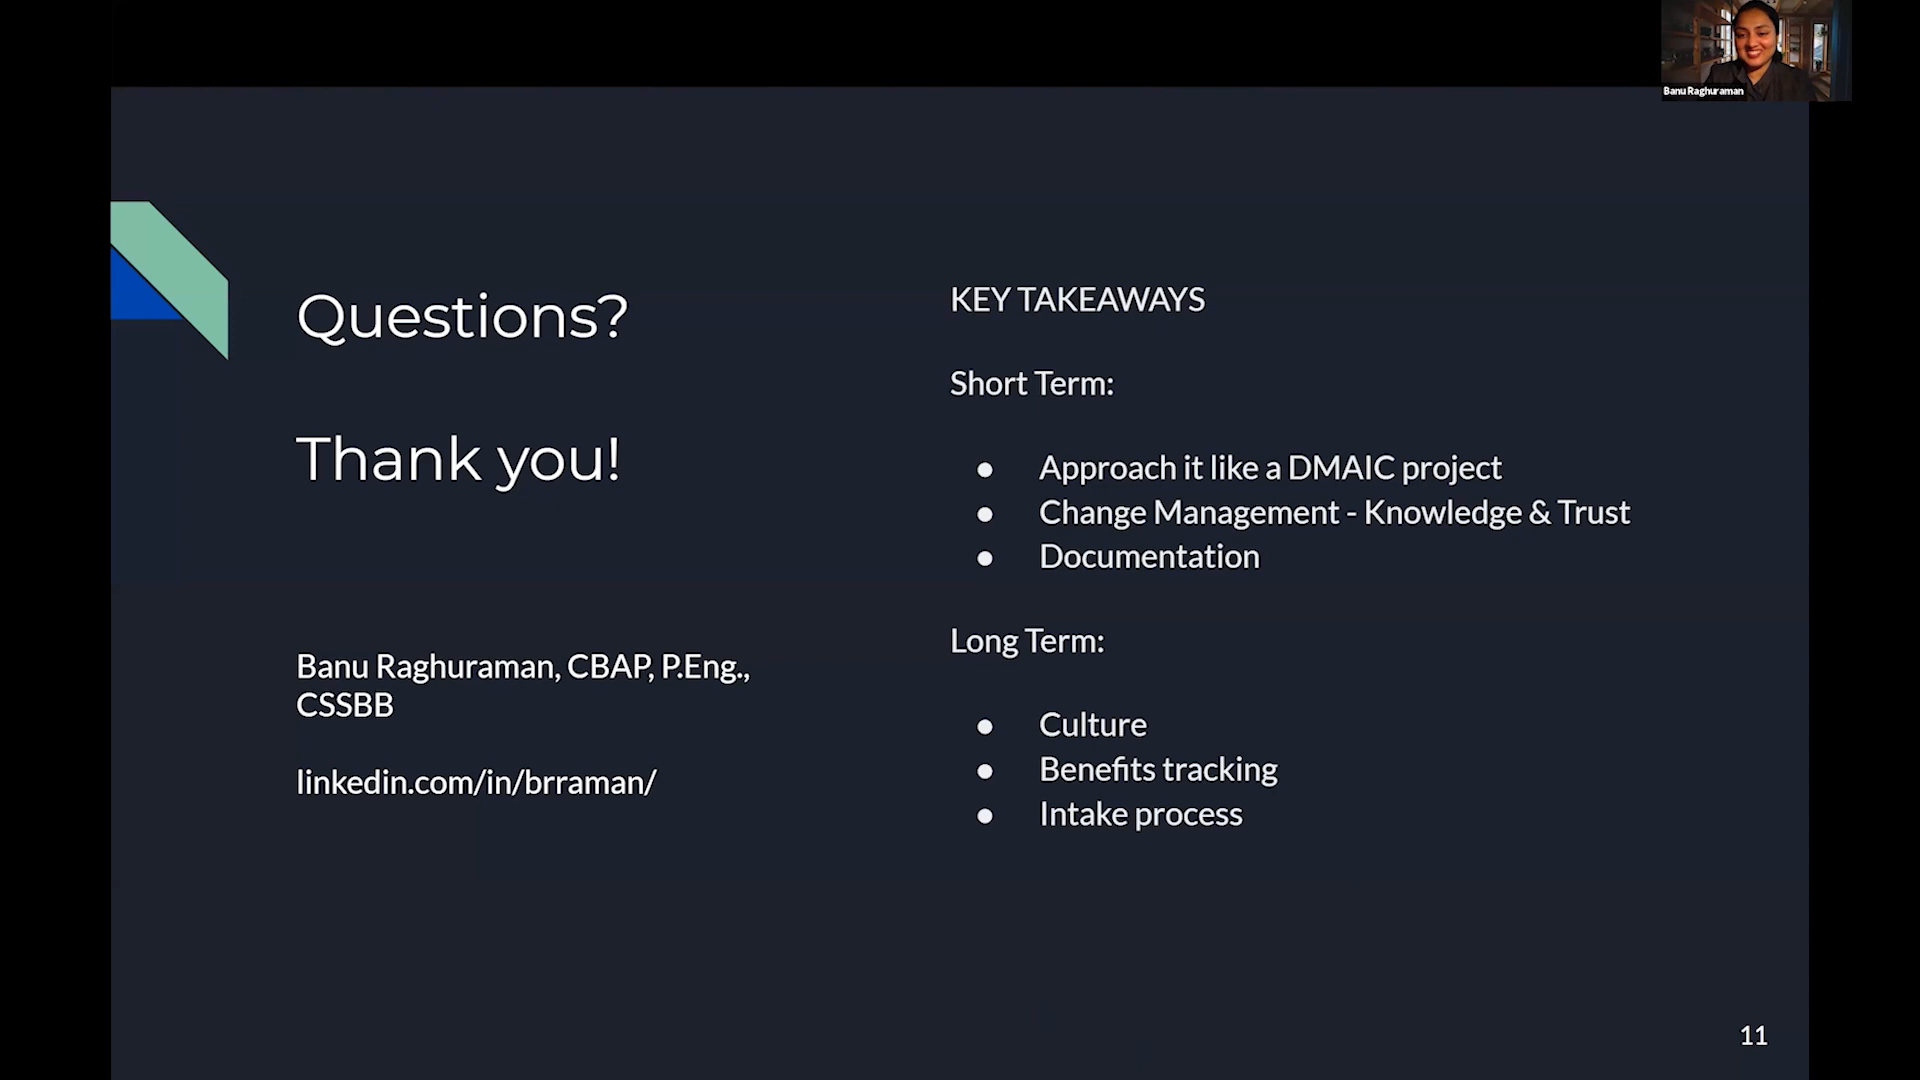 Banu Raghuraman
Questions?
Thank you!
Banu Raghuraman, CBAP, P.Eng.,
CSSBB
linkedin.com/in/brraman/
KEY TAKEAWAYS
Short Term:
● Approach it like a DMAIC project
● Change Management - Knowledge & Trust
● Documentation
Long Term:
● Culture
● Benefits tracking
● Intake process
11